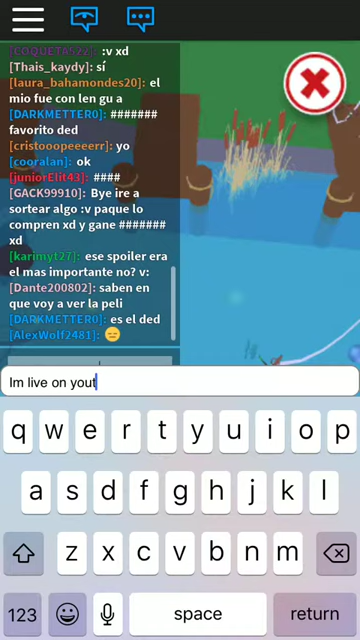 [COQUETA522]: :v xd
[Thais_kaydy]: sí
[laura_bahamondes20]: el
mio fue con len gu a
[DARKMETTER0]: #######
favorito ded
[cristooopeeeerr]: yo
[cooralan]: ok
[juniorElit43]: ####
[GACK99910]: Bye ire a
sortear algo :v paque lo
compren xd y gane #######
xd
[karimyt27]: ese spoiler era
el mas importante no? v:
[Dante200802]: saben en
que voy a ver la peli
[DARKMETTER0]: es el ded
[AlexWolf2481]: 😑
Im live on yout
q w e r t y u i o p
a s d f g h j k l
z x c v b n m
123 space return